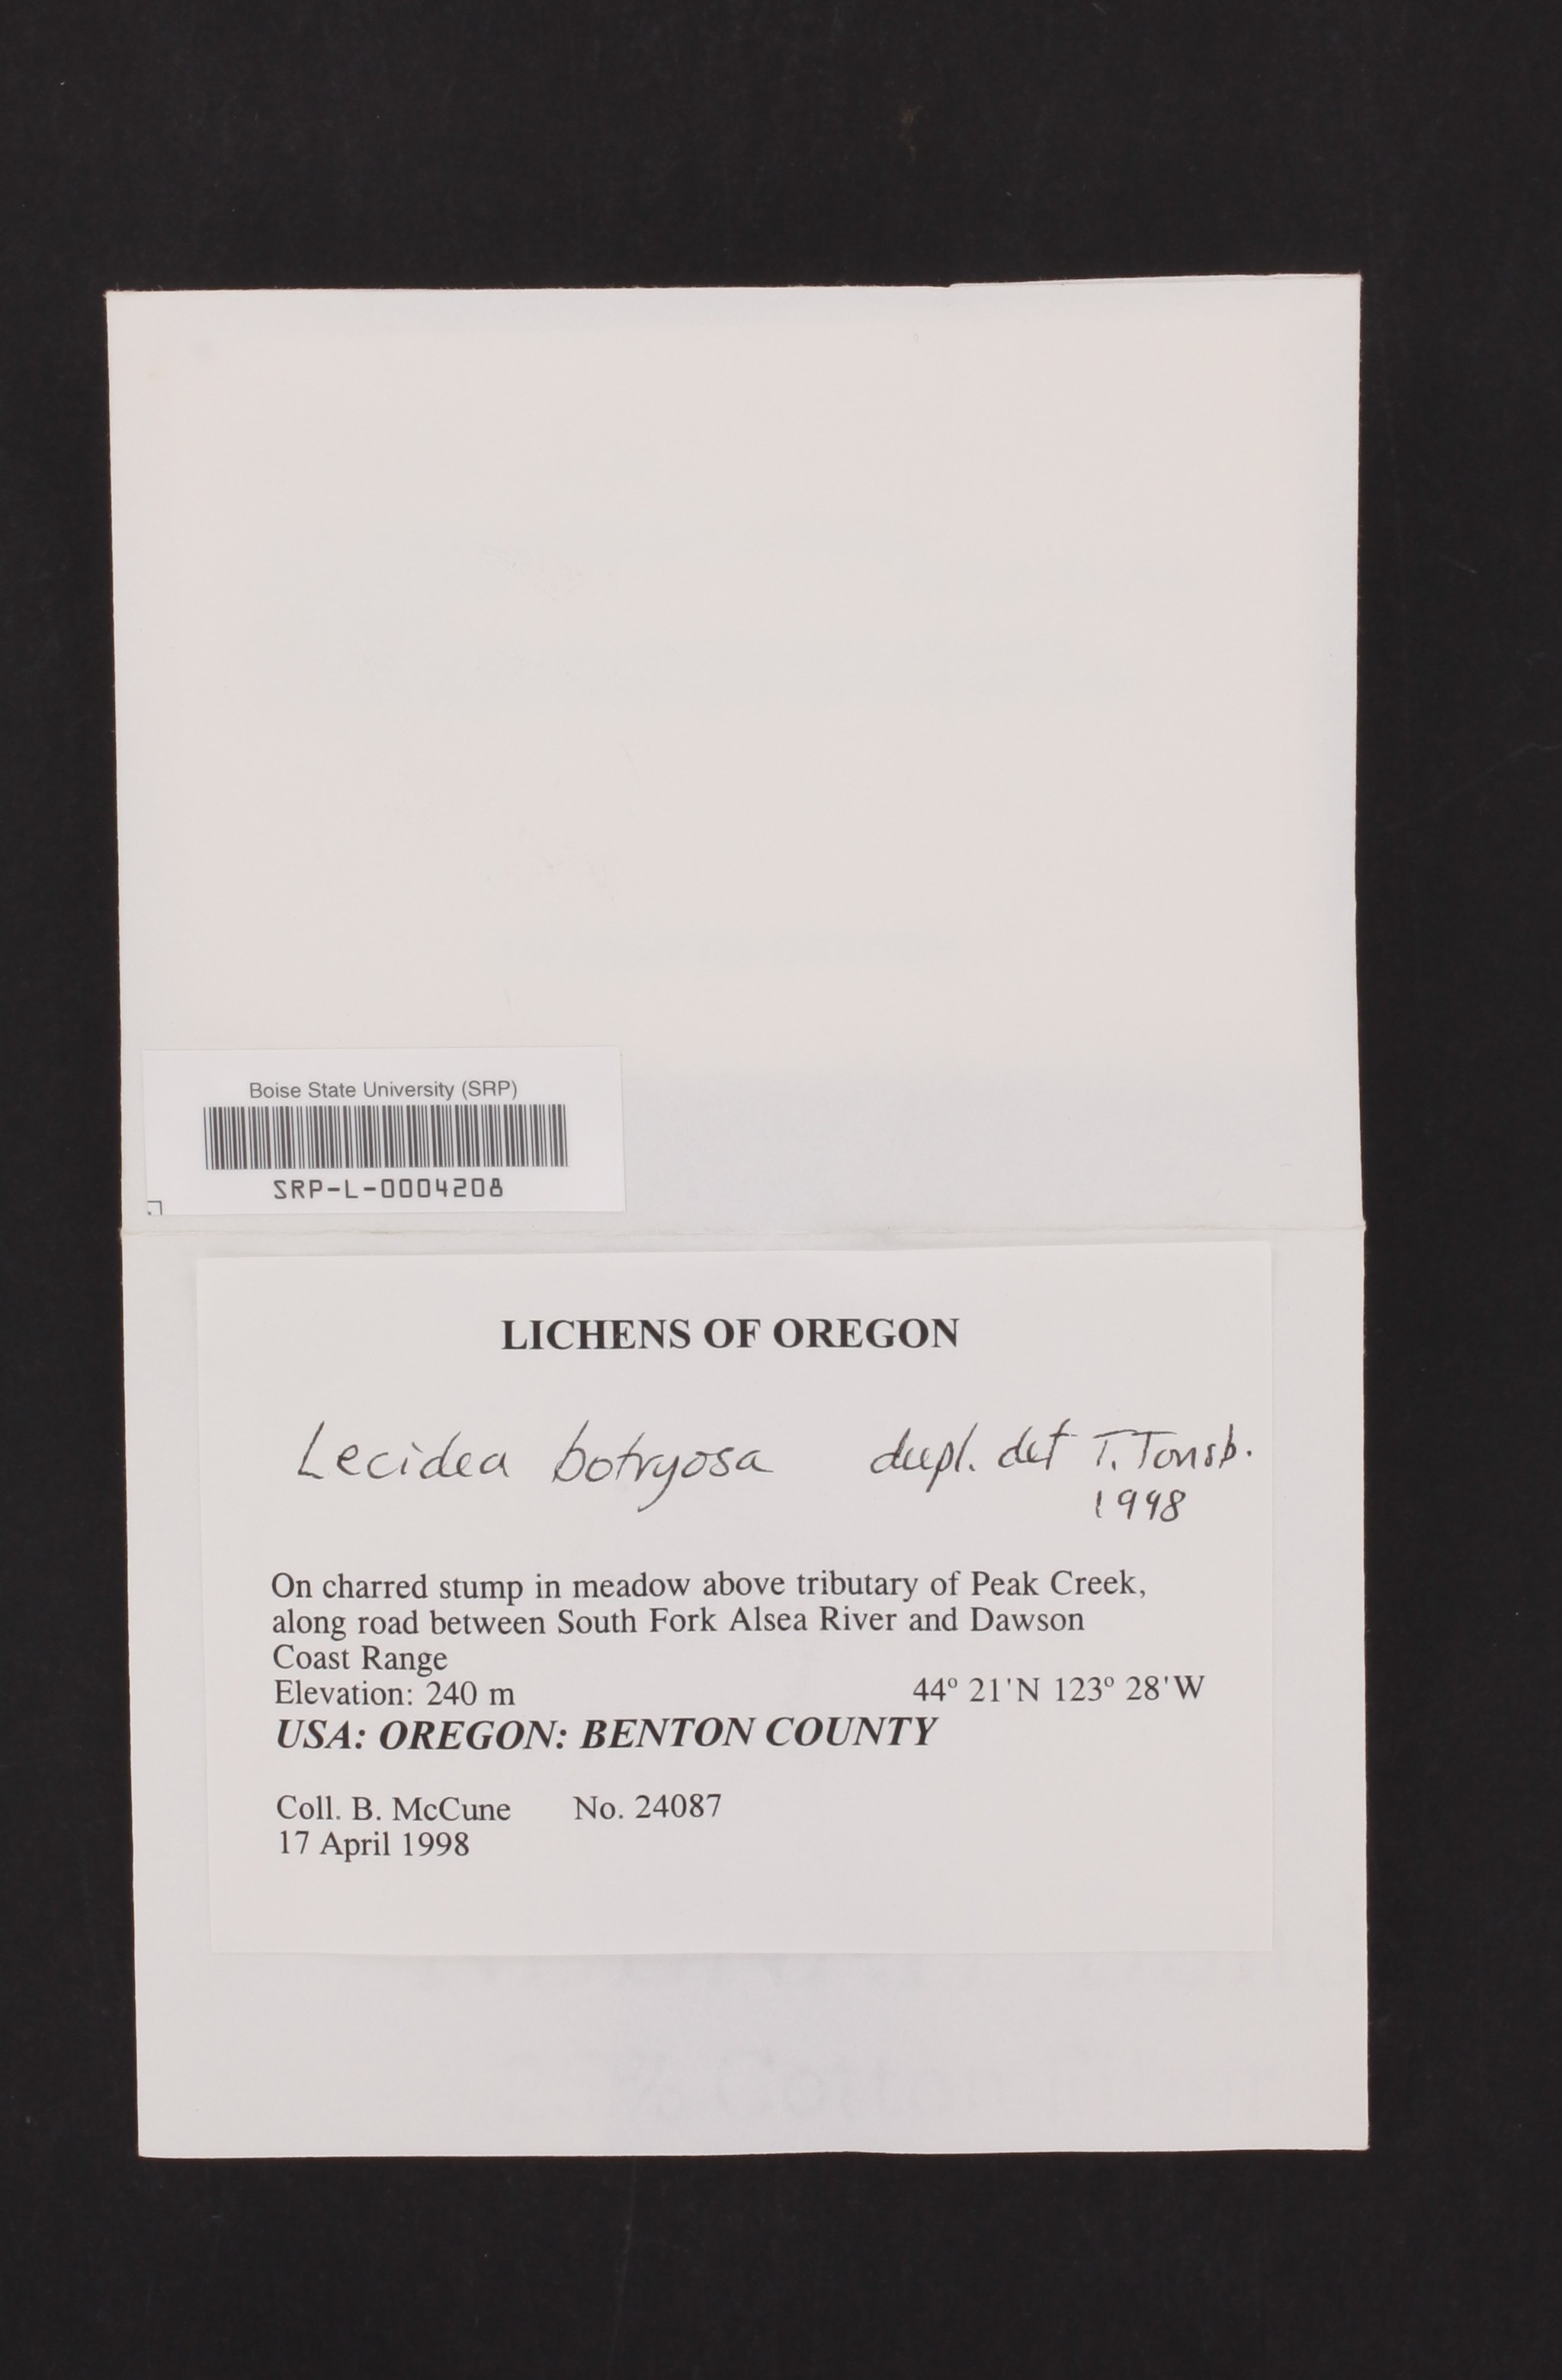 Boise State University (SRP)
SRP-L-0004208
LICHENS OF OREGON
Lecidea botryosa dupl. det T. Tonsb.
1998
On charred stump in meadow above tributary of Peak Creek,
along road between South Fork Alsea River and Dawson
Coast Range
Elevation: 240 m 44° 21'N 123° 28'W
USA: OREGON: BENTON COUNTY
Coll. B. McCune No. 24087
17 April 1998
% Cotton